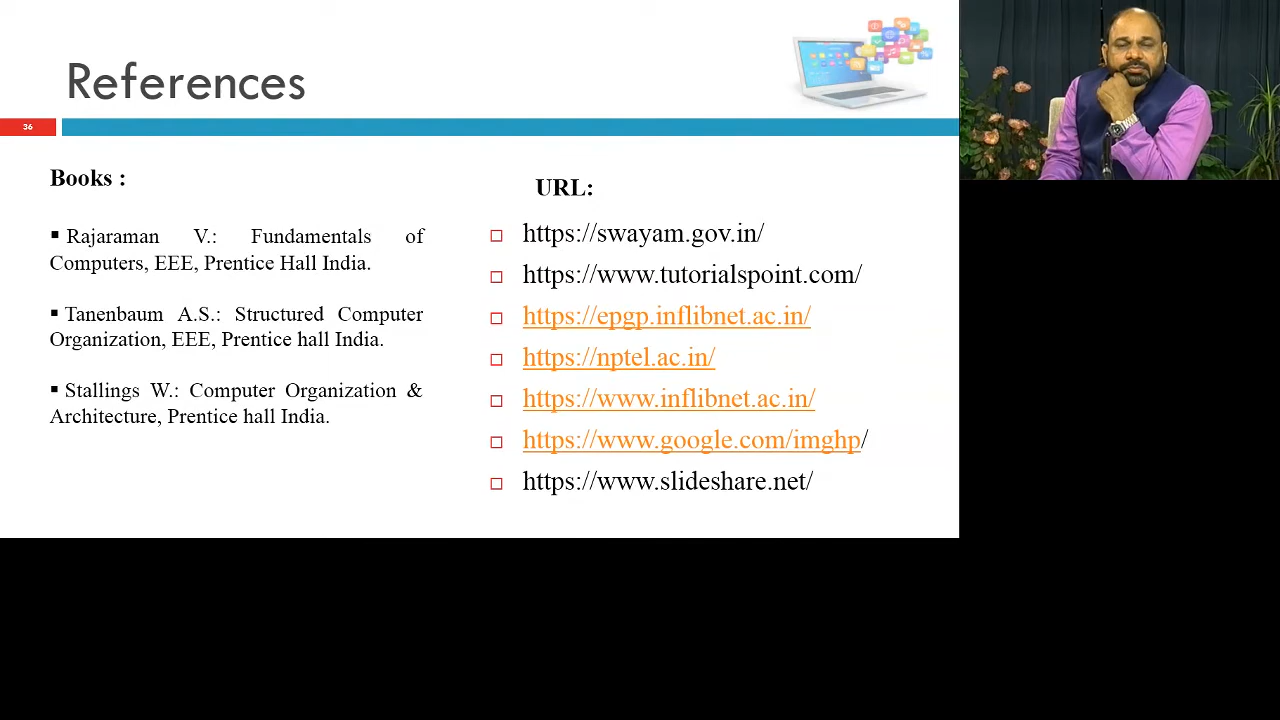 References
36
Books :
▪ Rajaraman V.: Fundamentals of
Computers, EEE, Prentice Hall India.
▪ Tanenbaum A.S.: Structured Computer
Organization, EEE, Prentice hall India.
▪ Stallings W.: Computer Organization &
Architecture, Prentice hall India.
URL:
https://swayam.gov.in/
https://www.tutorialspoint.com/
https://epgp.inflibnet.ac.in/
https://nptel.ac.in/
https://www.inflibnet.ac.in/
https://www.google.com/imghp/
https://www.slideshare.net/